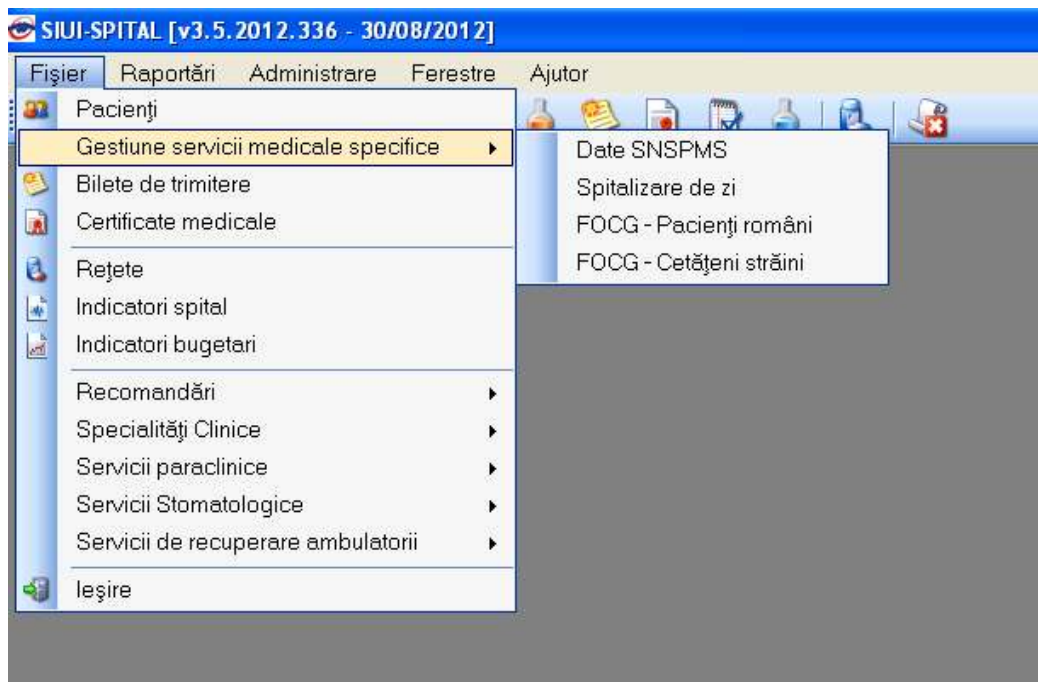 SIUI-SPITAL [v3.5.2012.336 - 30/08/2012]
Fişier Raportări Administrare Ferestre Ajutor
Pacienţi
Gestiune servicii medicale specifice
Bilete de trimitere
Certificate medicale
Reţete
Indicatori spital
Indicatori bugetari
Recomandări
Specialităţi Clinice
Servicii paraclinice
Servicii Stomatologice
Servicii de recuperare ambulatorii
Ieşire
Date SNSPMS
Spitalizare de zi
FOCG - Pacienţi români
FOCG - Cetăţeni străini